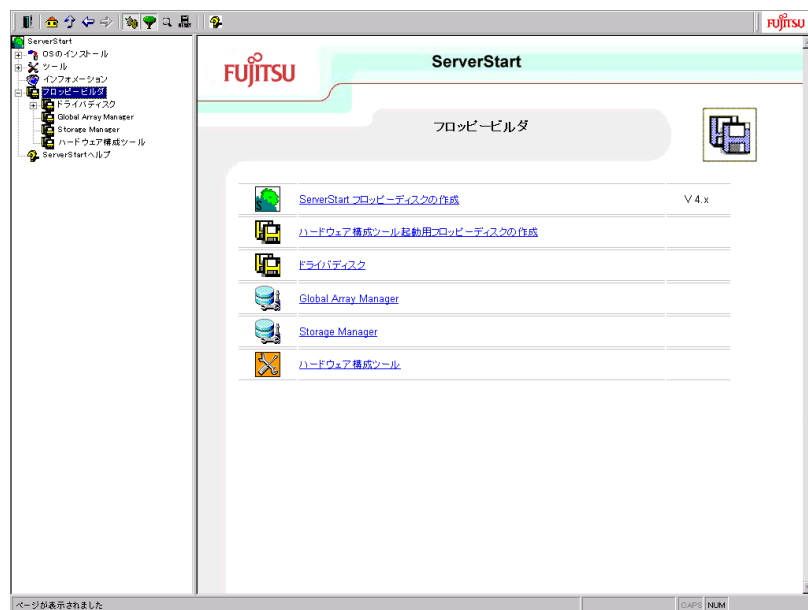 FUJITSU
ServerStart
OSのインストール
ツール
インフォメーション
フロッピービルダ
ドライバディスク
Global Array Manager
Storage Manager
ハードウェア構成ツール
ServerStartヘルプ
FUJITSU
ServerStart
フロッピービルダ
ServerStart フロッピーディスクの作成
V4.x
ハードウェア構成ツール起動用フロッピーディスクの作成
ドライバディスク
Global Array Manager
Storage Manager
ハードウェア構成ツール
ページが表示されました
CAPS NUM